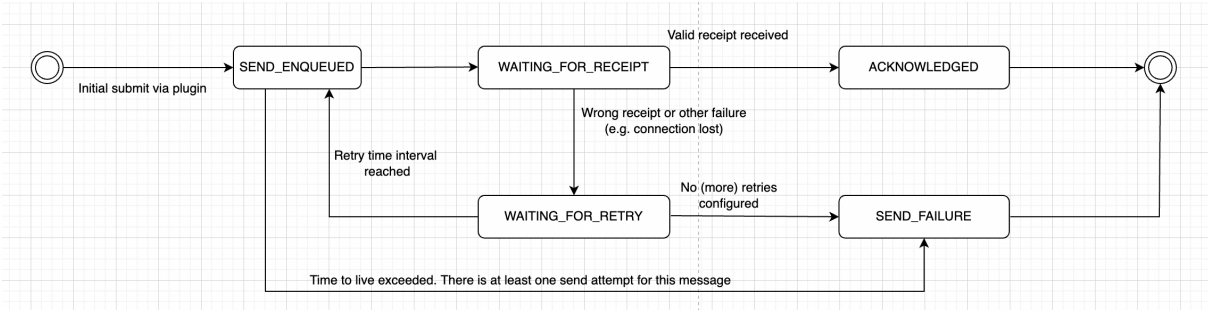 Valid receipt received
SEND_ENQUEUED
WAITING_FOR_RECEIPT
ACKNOWLEDGED
Initial submit via plugin
Wrong receipt or other failure
(e.g. connection lost)
Retry time interval
reached
No (more) retries
configured
WAITING_FOR_RETRY
SEND_FAILURE
Time to live exceeded. There is at least one send attempt for this message